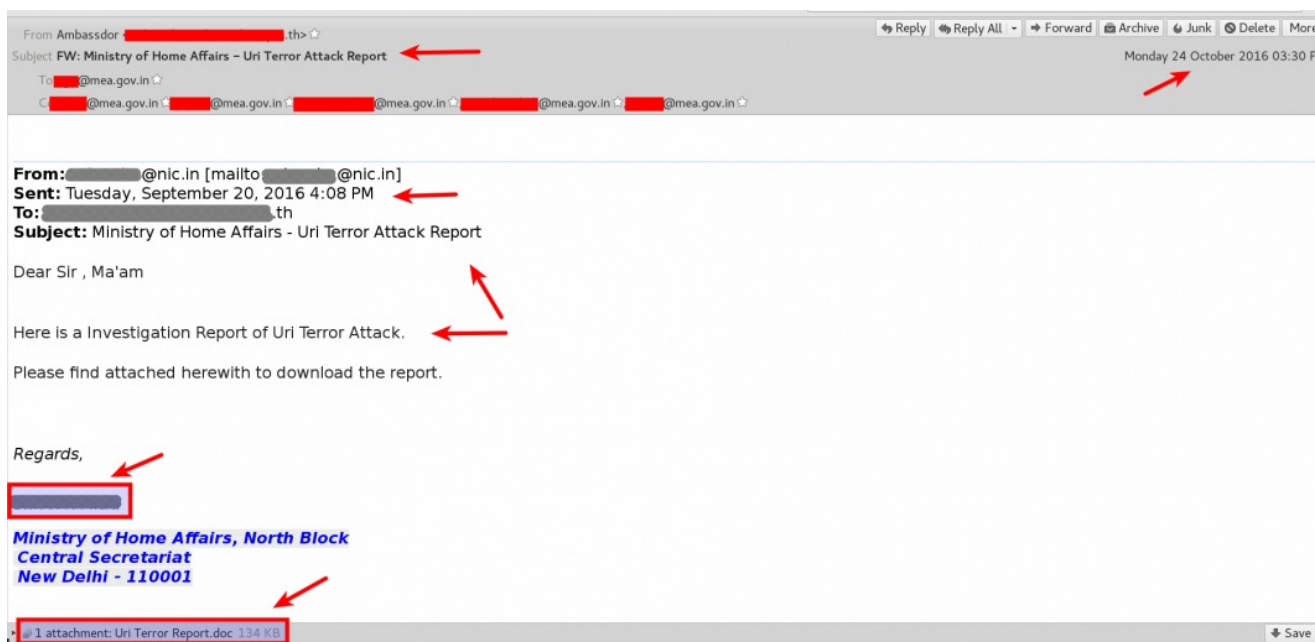 From Ambassdor .th>
Reply Reply All Forward Archive Junk Delete More
Subject FW: Ministry of Home Affairs – Uri Terror Attack Report
Monday 24 October 2016 03:30 P
To @mea.gov.in
C @mea.gov.in @mea.gov.in @mea.gov.in @mea.gov.in @mea.gov.in
From: @nic.in [mailto @nic.in]
Sent: Tuesday, September 20, 2016 4:08 PM
To: .th
Subject: Ministry of Home Affairs - Uri Terror Attack Report
Dear Sir , Ma'am
Here is a Investigation Report of Uri Terror Attack.
Please find attached herewith to download the report.
Regards,
Ministry of Home Affairs, North Block
Central Secretariat
New Delhi - 110001
1 attachment: Uri Terror Report.doc 134 KB
Save